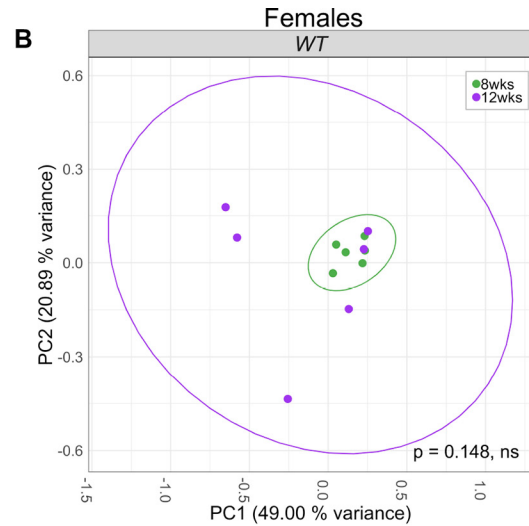 B
Females
WT
8wks
12wks
0.6
0.3
0.0
-0.3
-0.6
PC2 (20.89 % variance)
p = 0.148, ns
-1.5
-1.0
-0.5
0.0
0.5
1.0
PC1 (49.00 % variance)